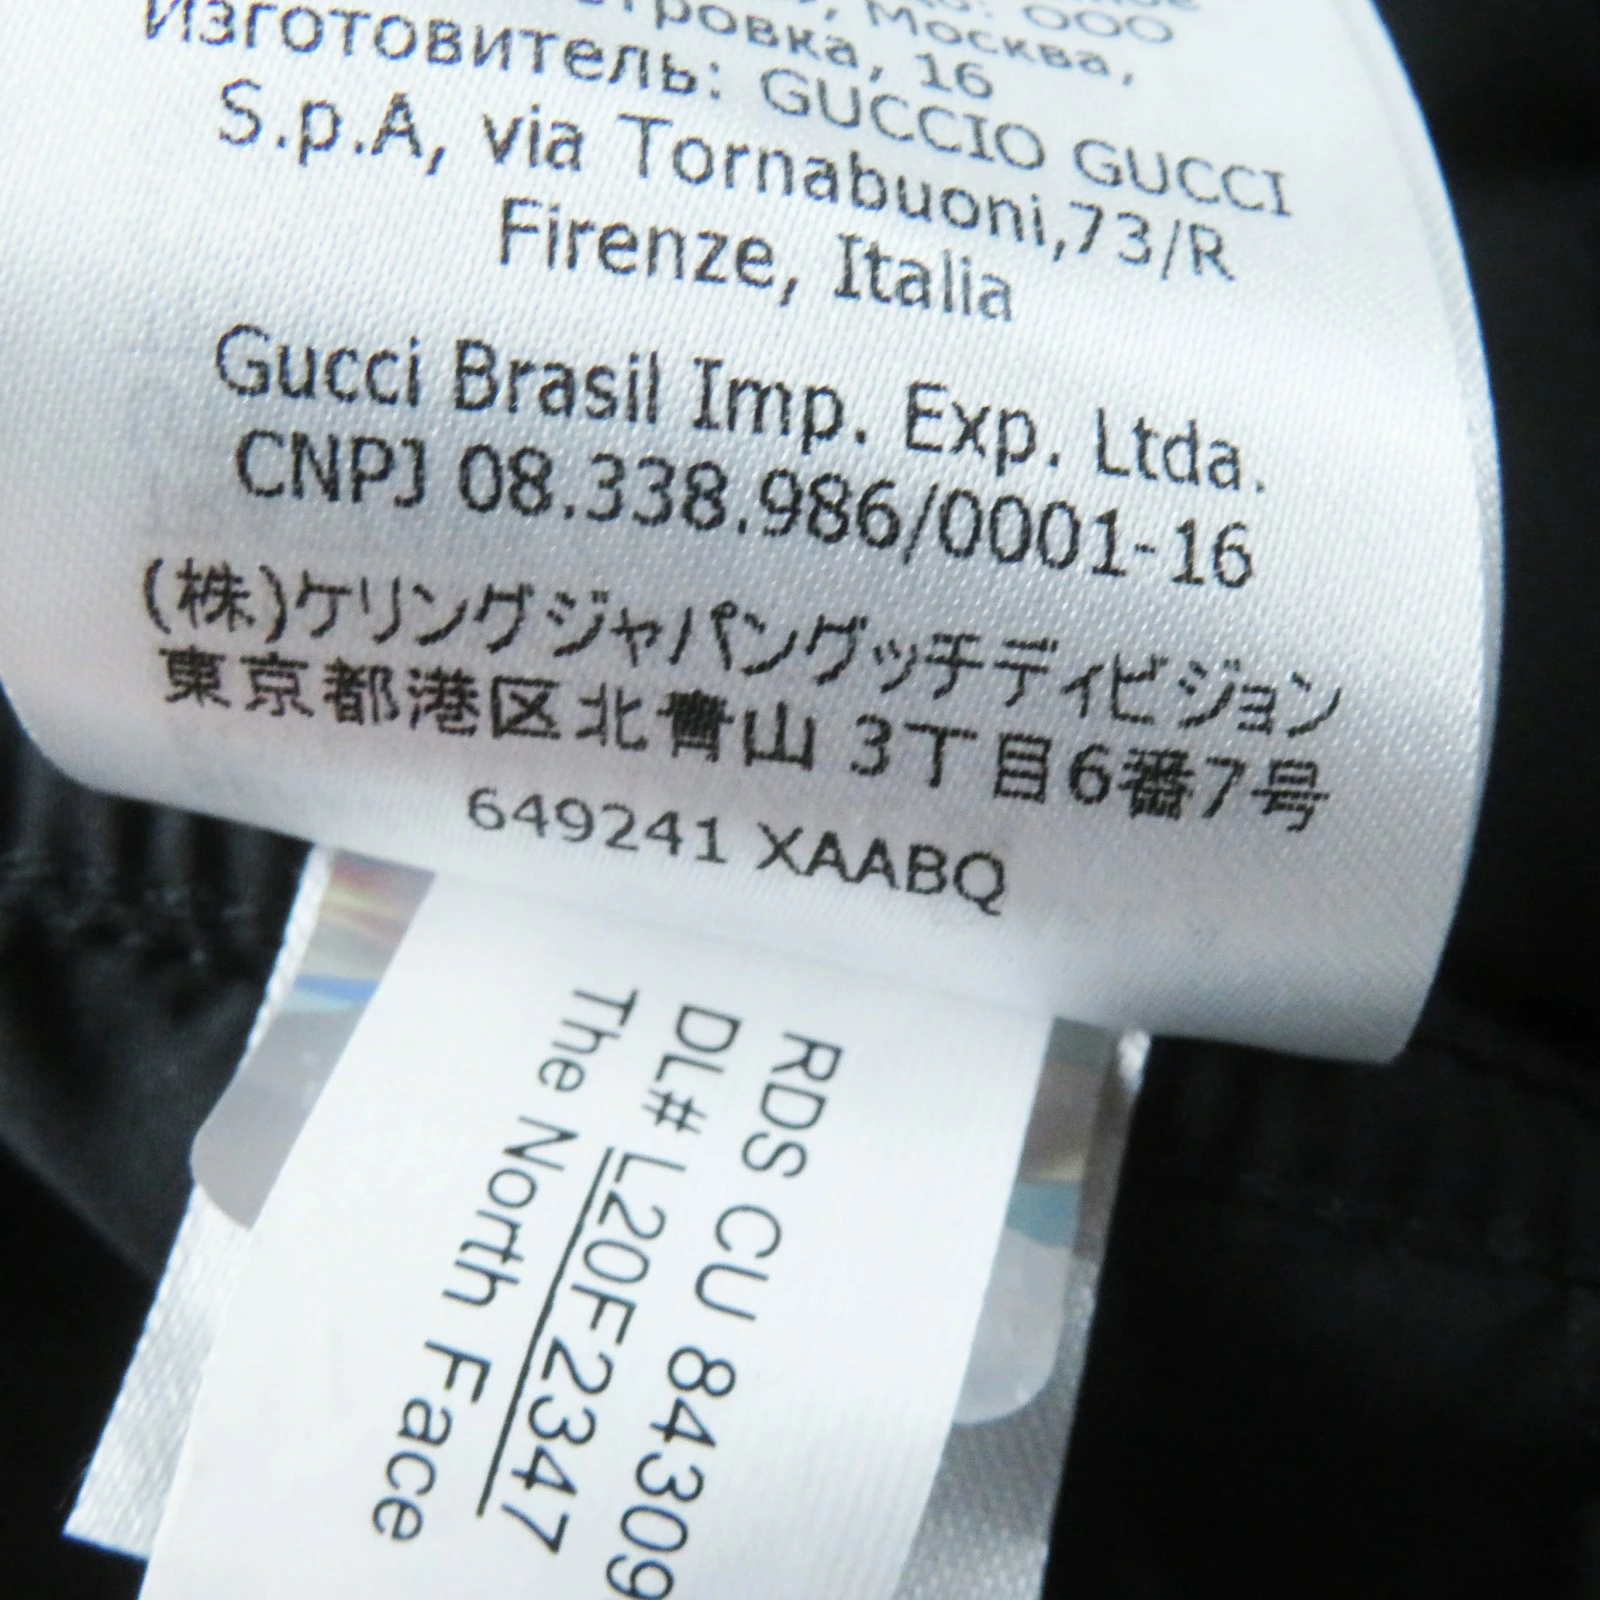 ООО
Москва,
16
Изготовитель: GUCCIO GUCCI
S.p.A, via Tornabuoni,73/R
Firenze, Italia
Gucci Brasil Imp. Exp. Ltda.
CNPJ 08.338.986/0001-16
(株)ケリングジャパングッチディビジョン
東京都港区北青山 3丁目6番7号
649241 XAABQ
RDS CU 84309
DL# L20F2347
The North Face